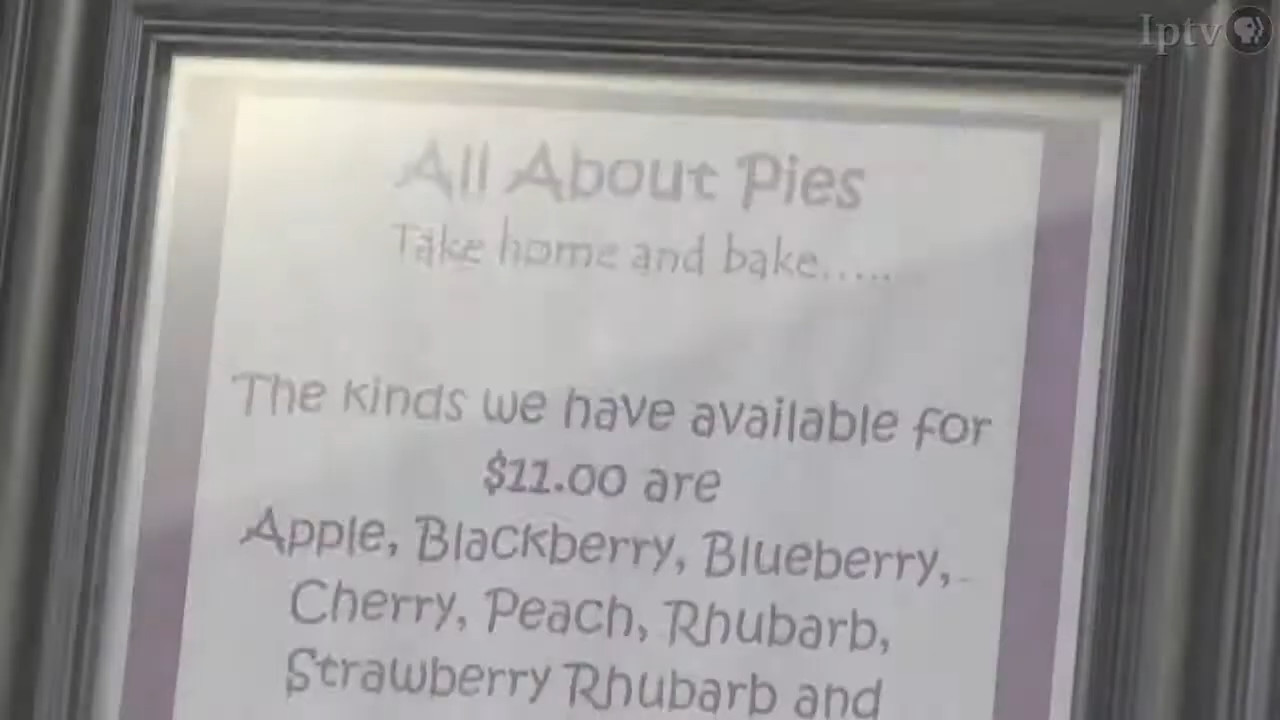 Iptv
All About Pies
Take home and bake......
The kinds we have available for
$11.00 are
Apple, Blackberry, Blueberry,
Cherry, Peach, Rhubarb,
Strawberry Rhubarb and